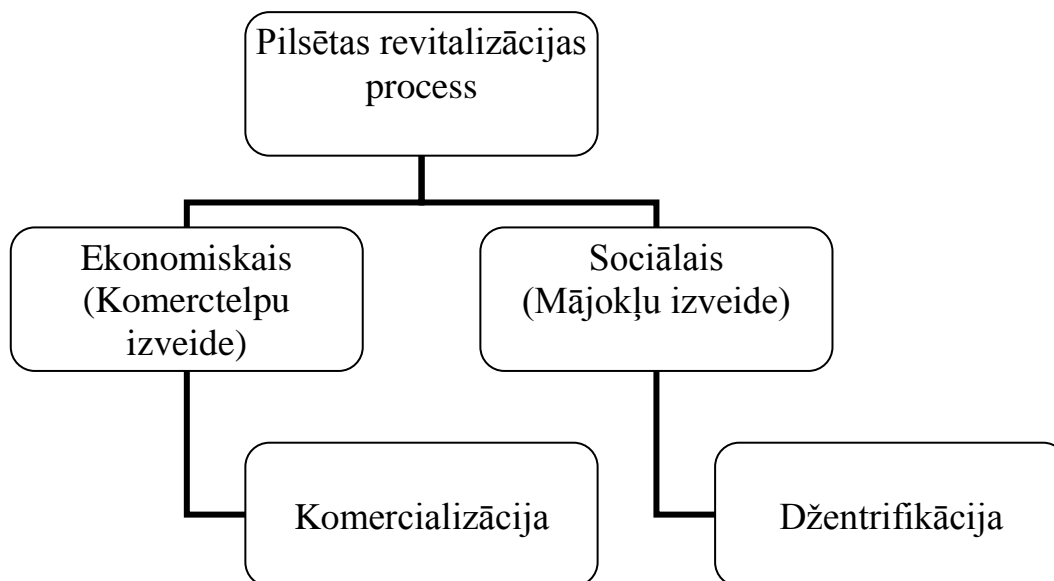 Pilsētas revitalizācijas
process
Ekonomiskais
(Komerctelpu
izveide)
Sociālais
(Mājokļu izveide)
Komercializācija
Džentrifikācija